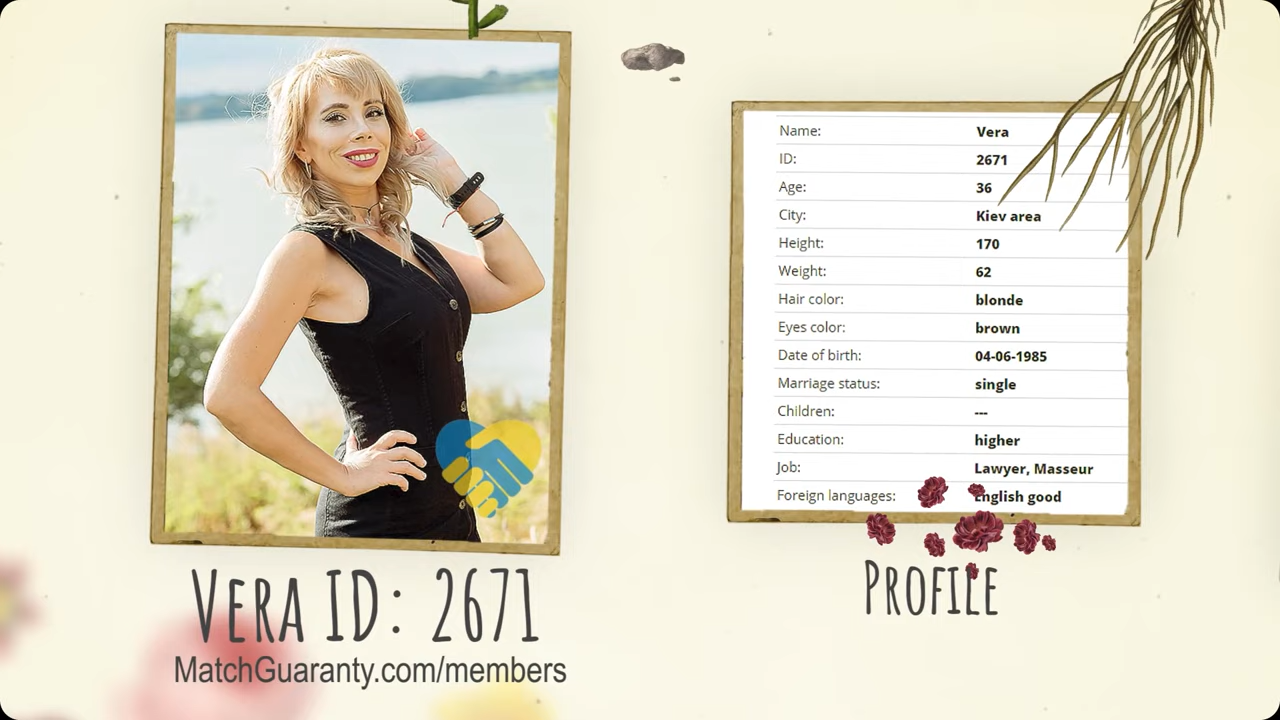 Name: Vera
ID: 2671
Age: 36
City: Kiev area
Height: 170
Weight: 62
Hair color: blonde
Eyes color: brown
Date of birth: 04-06-1985
Marriage status: single
Children: ---
Education: higher
Job: Lawyer, Masseur
Foreign languages: English good
VERA ID: 2671
PROFILE
MatchGuaranty.com/members